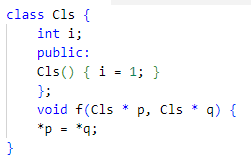 class Cls {
int i;
public:
Cls() { i = 1; }
};
void f(Cls * p, Cls * q) {
*p = *q;
}